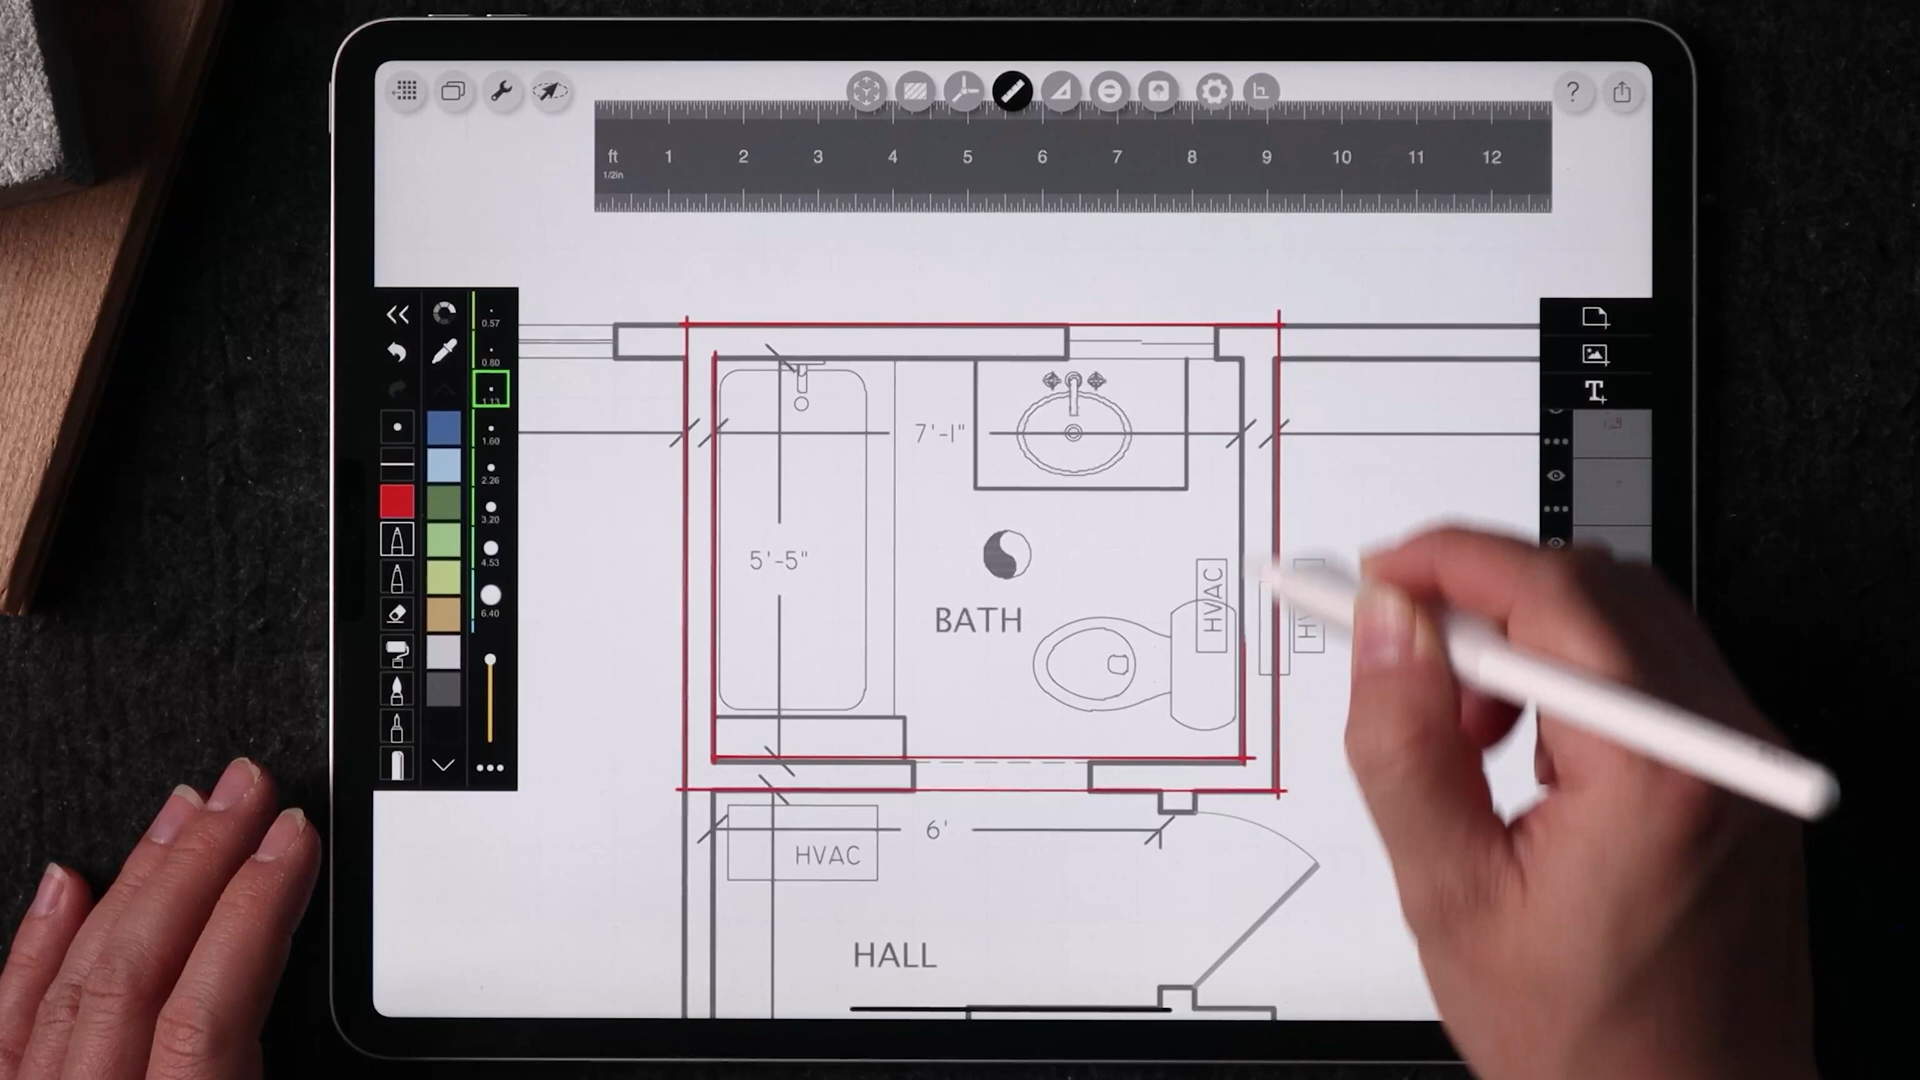 ?
ft 1 2 3 4 5 6 7 8 9 10 11 12
1/2in
0.57
0.80
1.13
1.60
2.26
3.20
4.53
6.40
T
7'-1"
5'-5"
BATH
HVAC
6'
HVAC
HALL